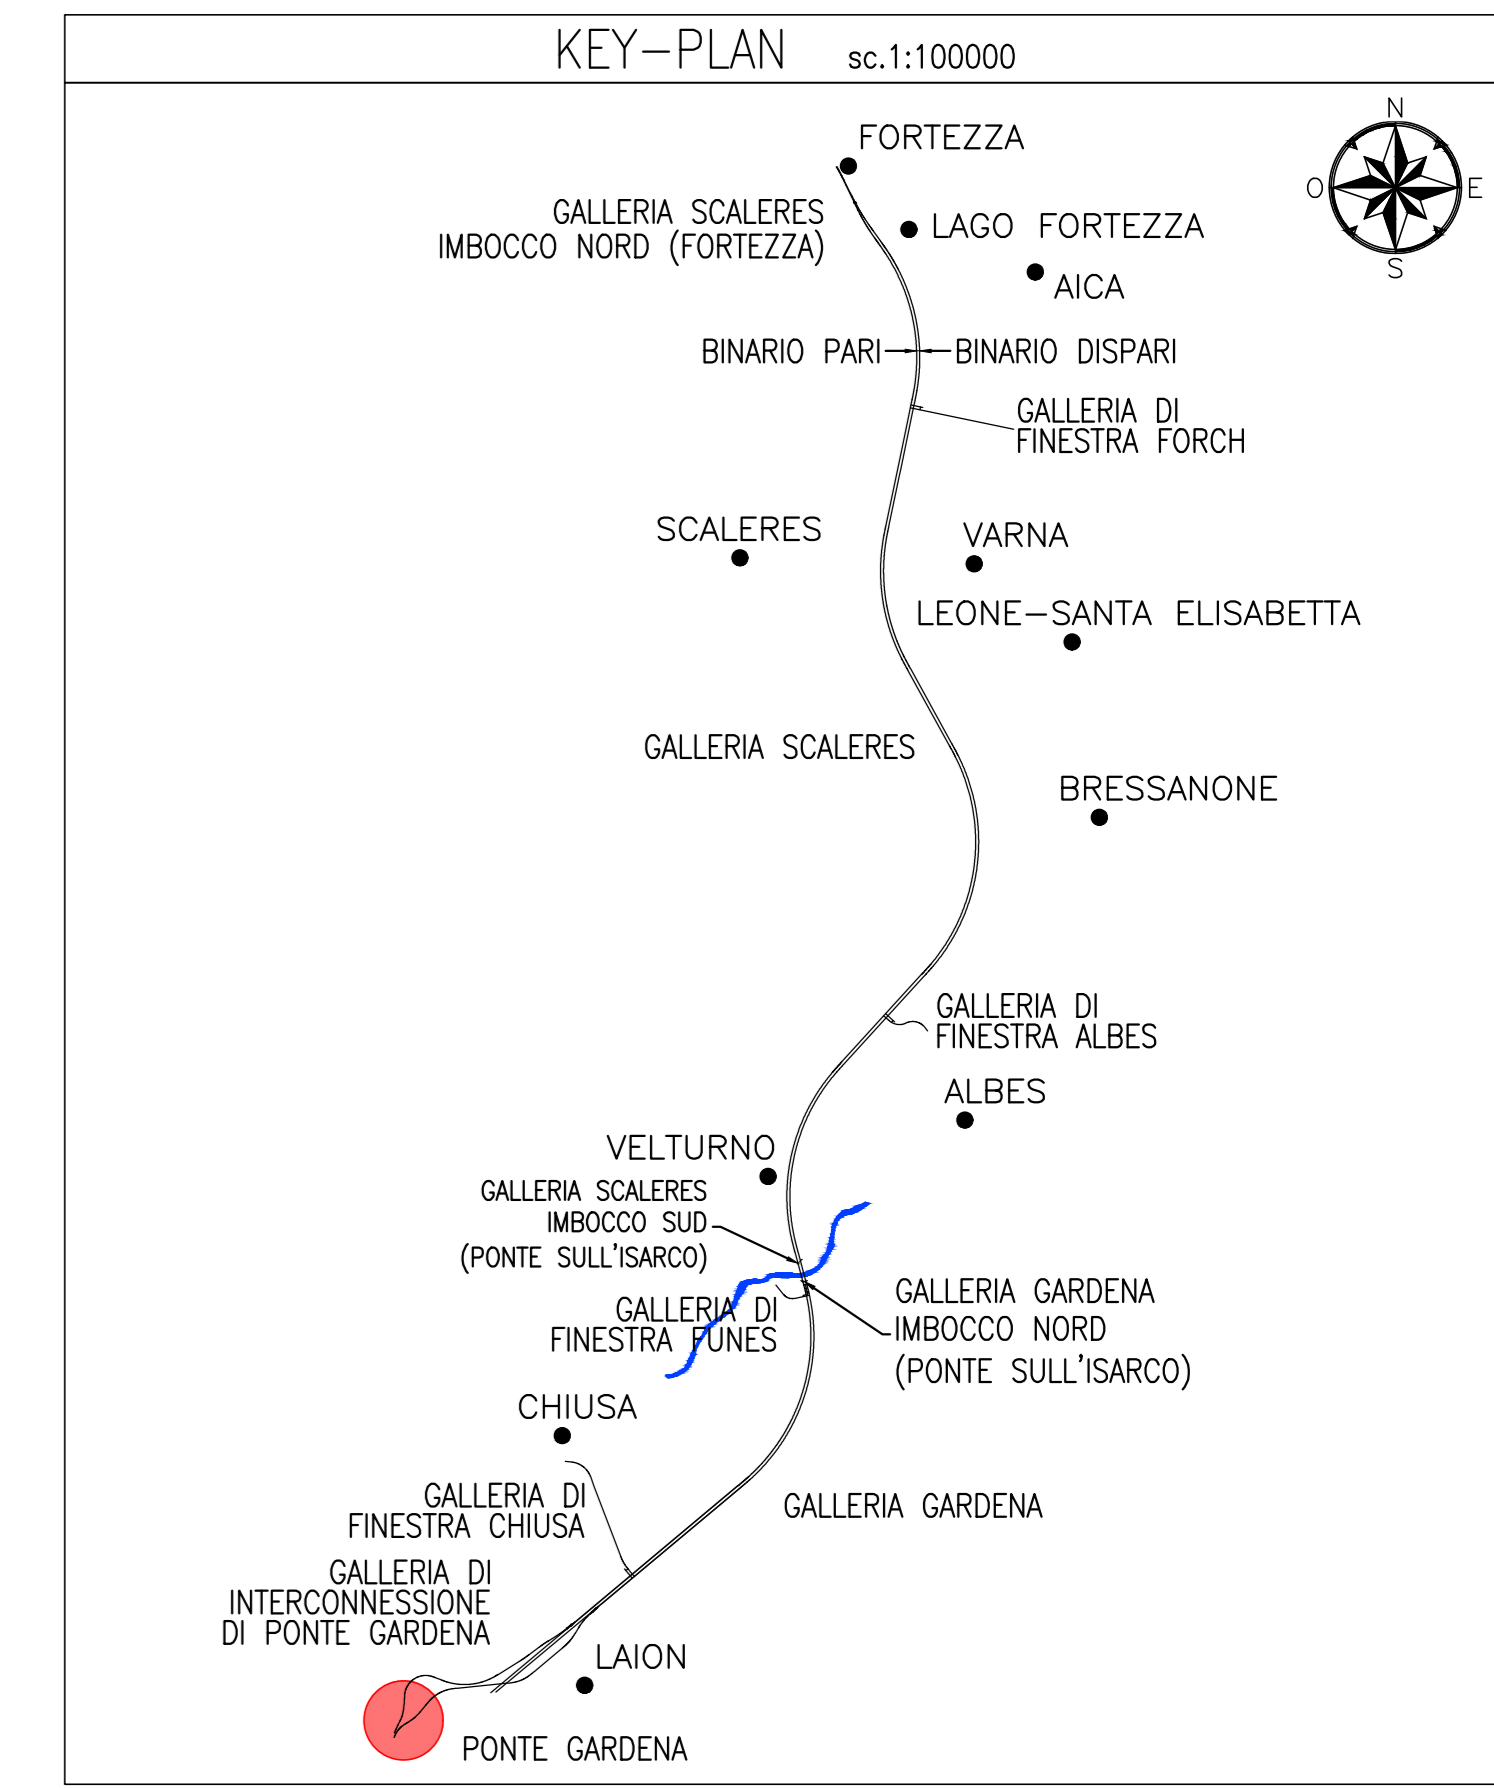 KEY-PLAN sc.1:100000
N
O
E
S
FORTEZZA
GALLERIA SCALERES
IMBOCCO NORD (FORTEZZA)
LAGO FORTEZZA
AICA
BINARIO PARI
BINARIO DISPARI
GALLERIA DI
FINESTRA FORCH
SCALERES
VARNA
LEONE-SANTA ELISABETTA
GALLERIA SCALERES
BRESSANONE
GALLERIA DI
FINESTRA ALBES
ALBES
VELTURNO
GALLERIA SCALERES
IMBOCCO SUD
(PONTE SULL'ISARCO)
GALLERIA DI
FINESTRA FUNES
GALLERIA GARDENA
IMBOCCO NORD
(PONTE SULL'ISARCO)
CHIUSA
GALLERIA DI
FINESTRA CHIUSA
GALLERIA GARDENA
GALLERIA DI
INTERCONNESSIONE
DI PONTE GARDENA
LAION
PONTE GARDENA